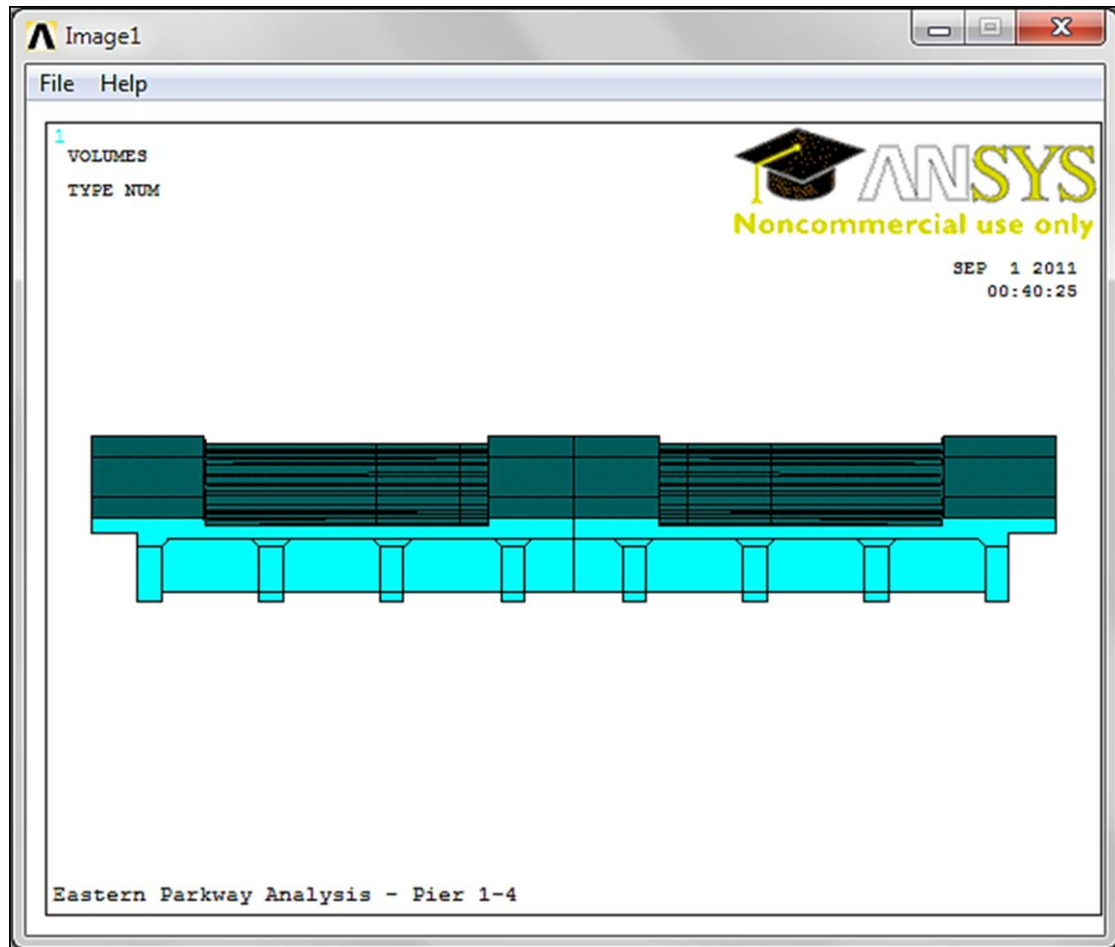 Image1
File Help
1
VOLUMES
TYPE NUM
ANSYS
Noncommercial use only
SEP 1 2011
00:40:25
Eastern Parkway Analysis - Pier 1-4